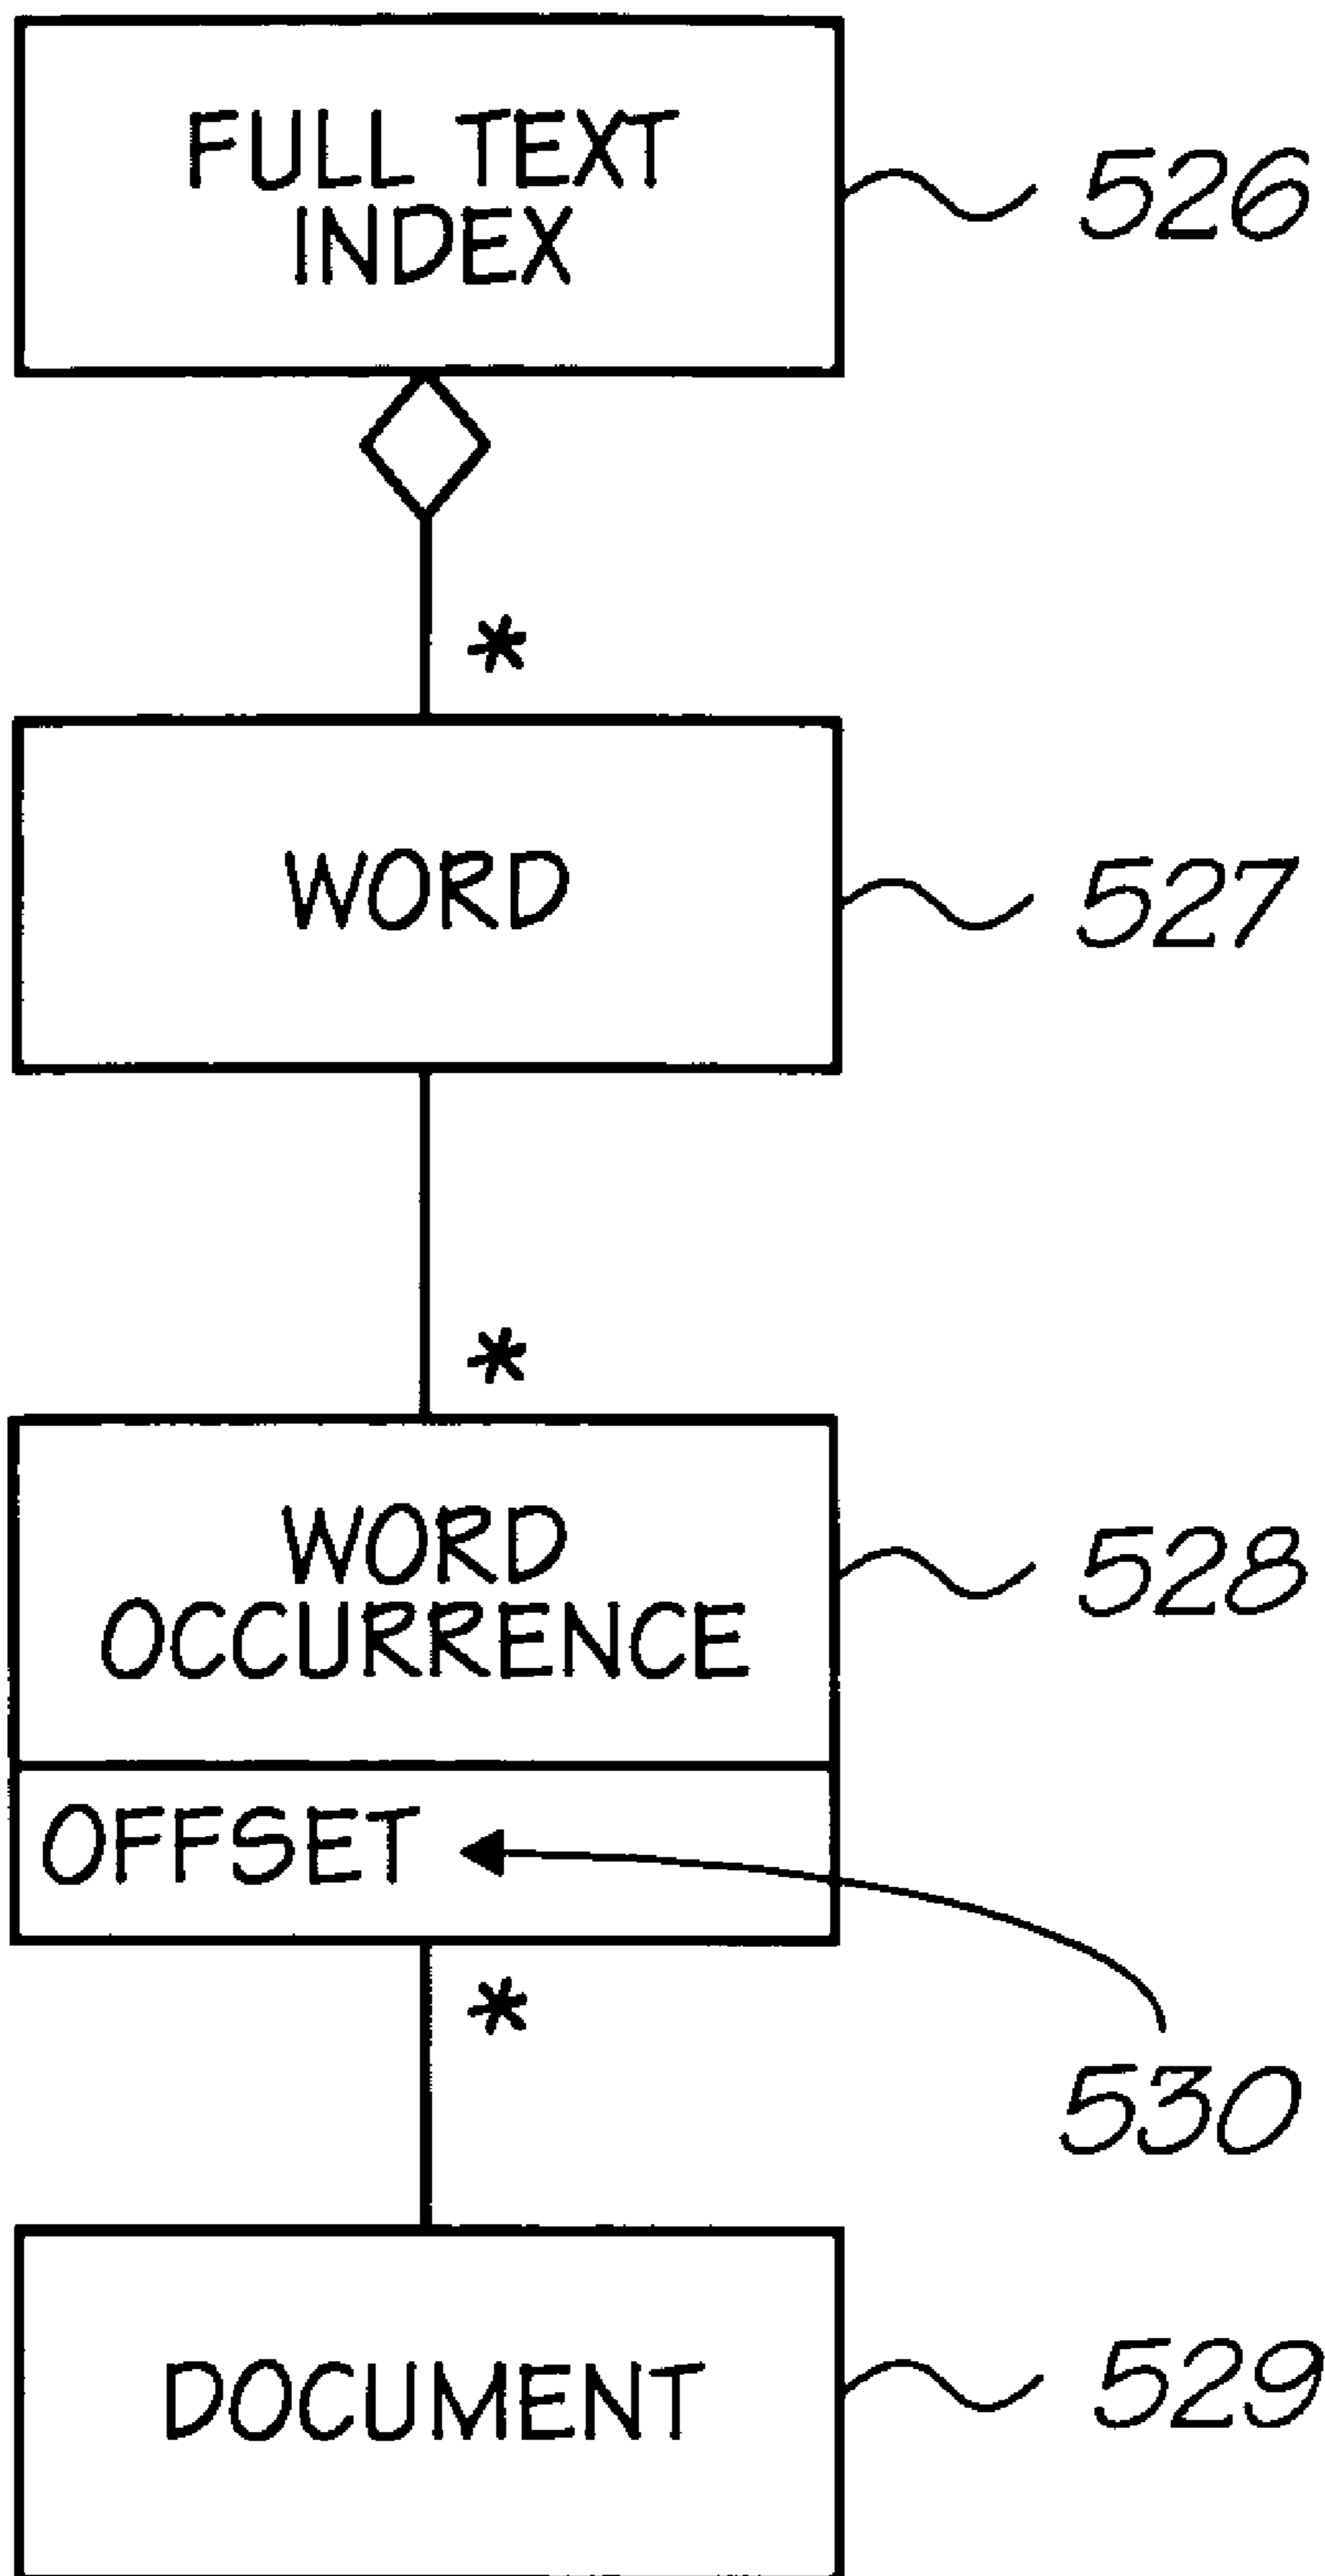 FULL TEXT
INDEX
526
*
WORD
527
*
WORD
OCCURRENCE
528
OFFSET
*
530
DOCUMENT
529